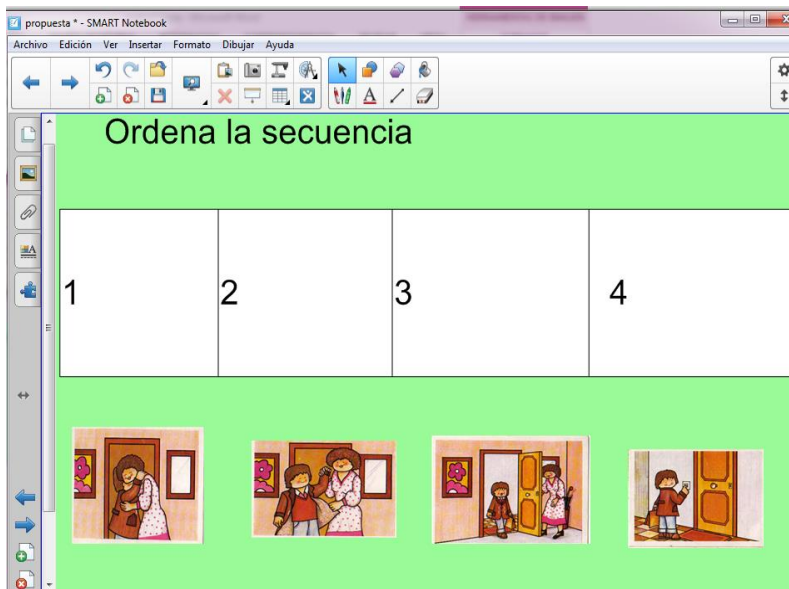 propuesta * - SMART Notebook
Archivo Edición Ver Insertar Formato Dibujar Ayuda
Ordena la secuencia
1 2 3 4